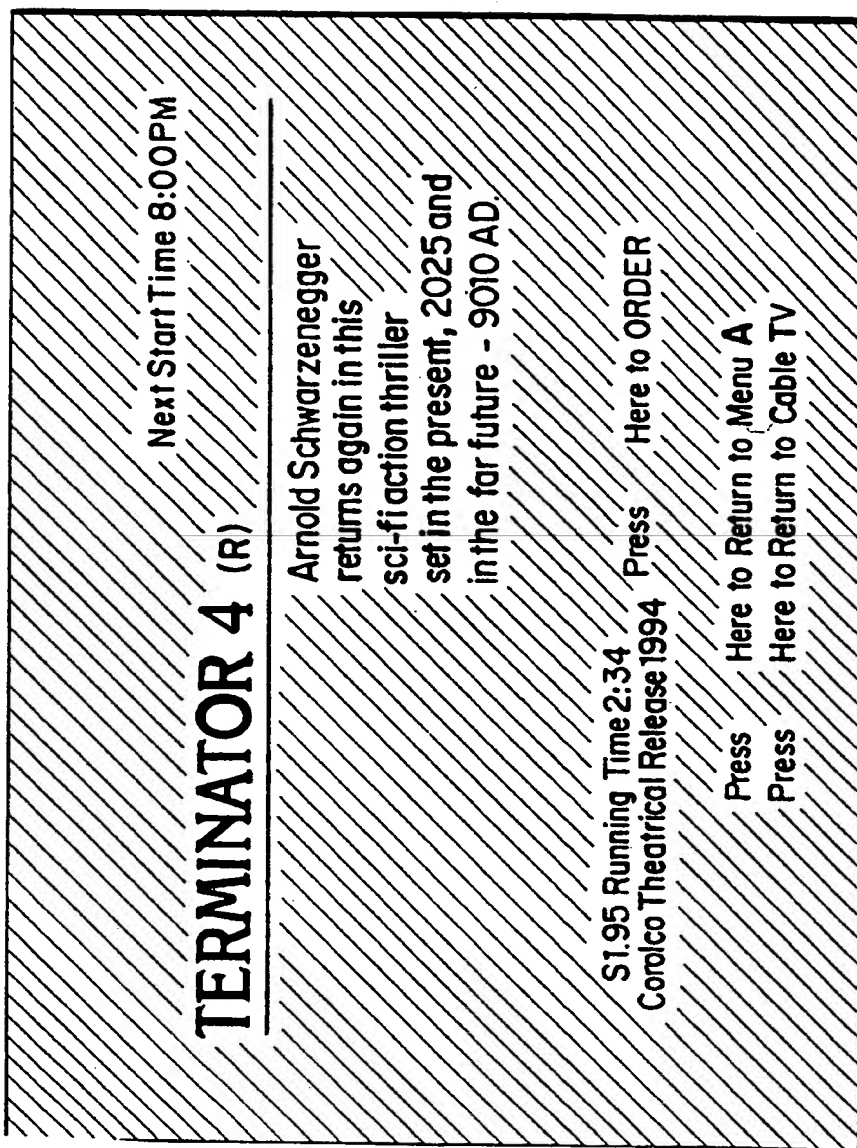 Next Start Time 8:00PM
TERMINATOR 4 (R)
Arnold Schwarzenegger
returns again in this
sci-fi action thriller
set in the present, 2025 and
in the far future - 9010 AD.
S1.95 Running Time 2:34
Corolco Theatrical Release 1994
Press Here to ORDER
Press Here to Return to Menu A
Press Here to Return to Cable TV